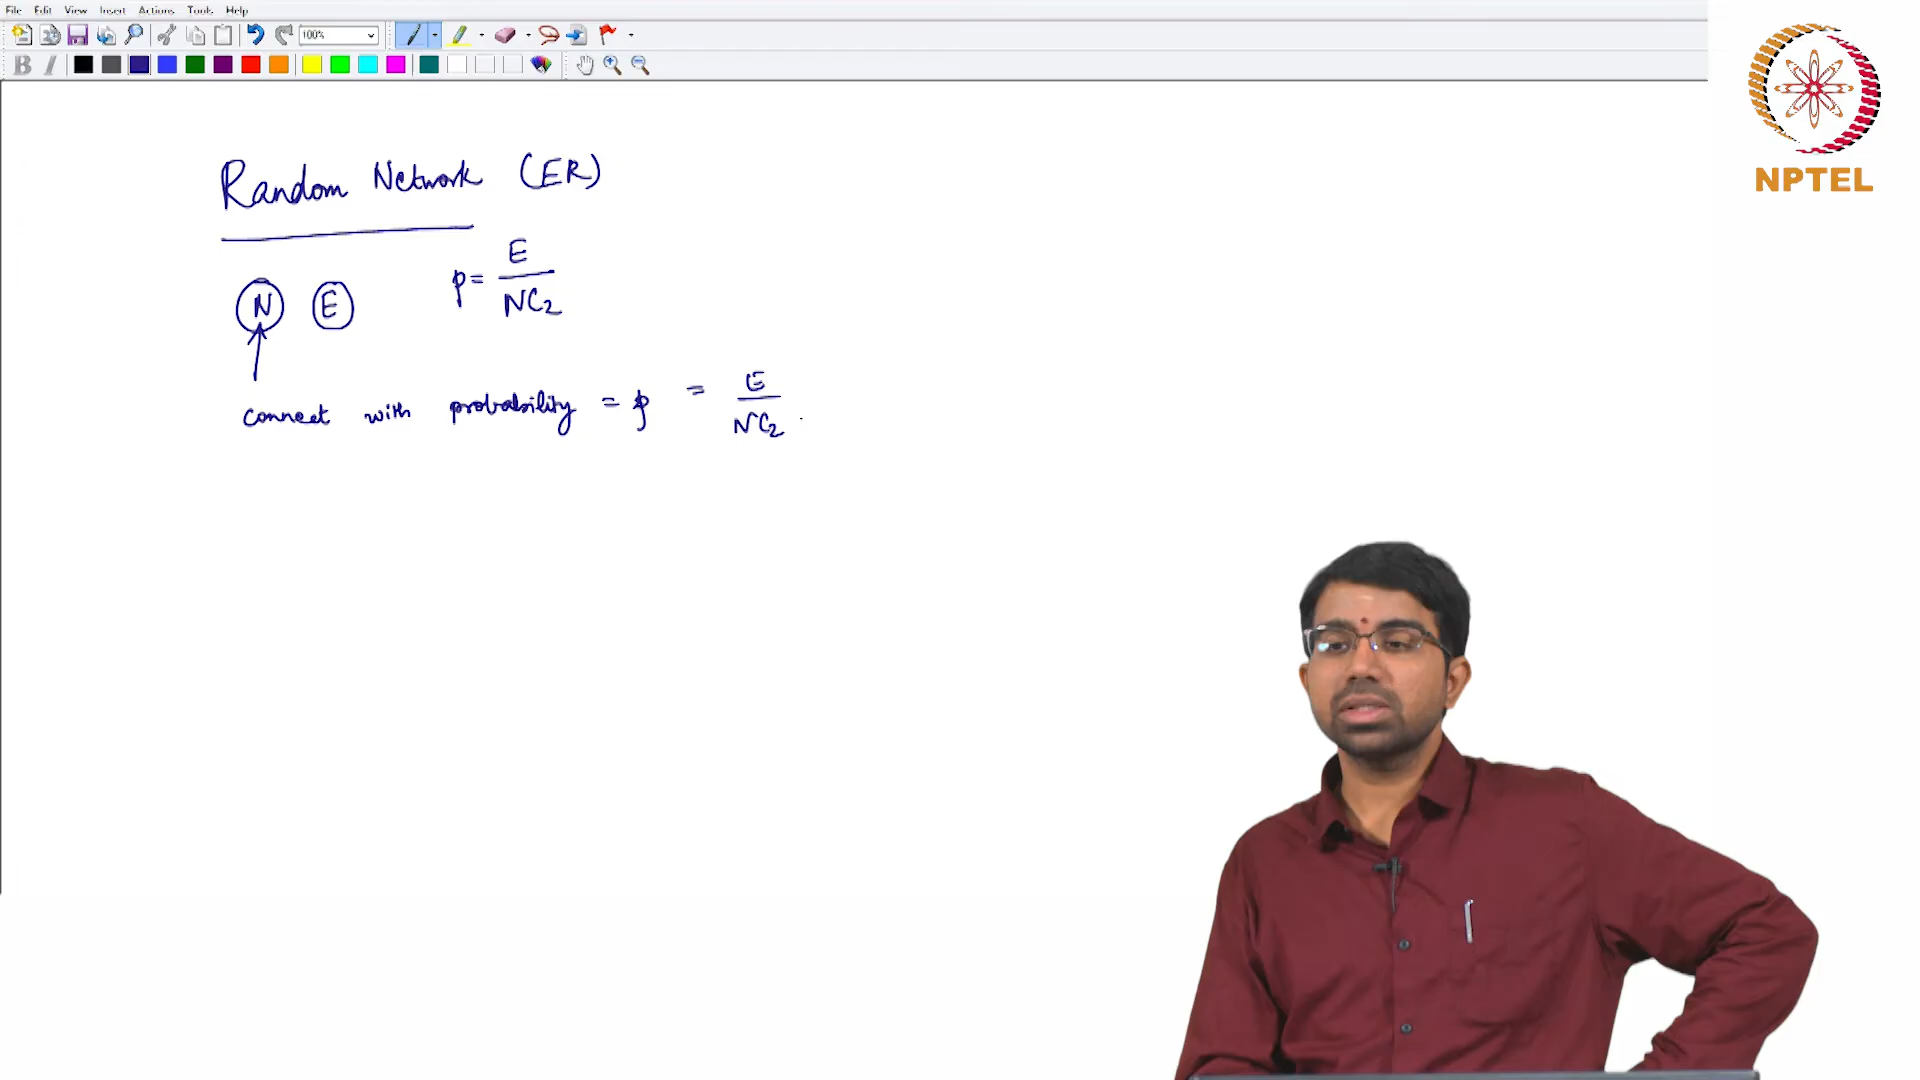 File Edit View Insert Actions Tools Help
100%
B I
NPTEL
Random Network (ER)
N E p = E / NC₂
connect with probability = p = E / NC₂